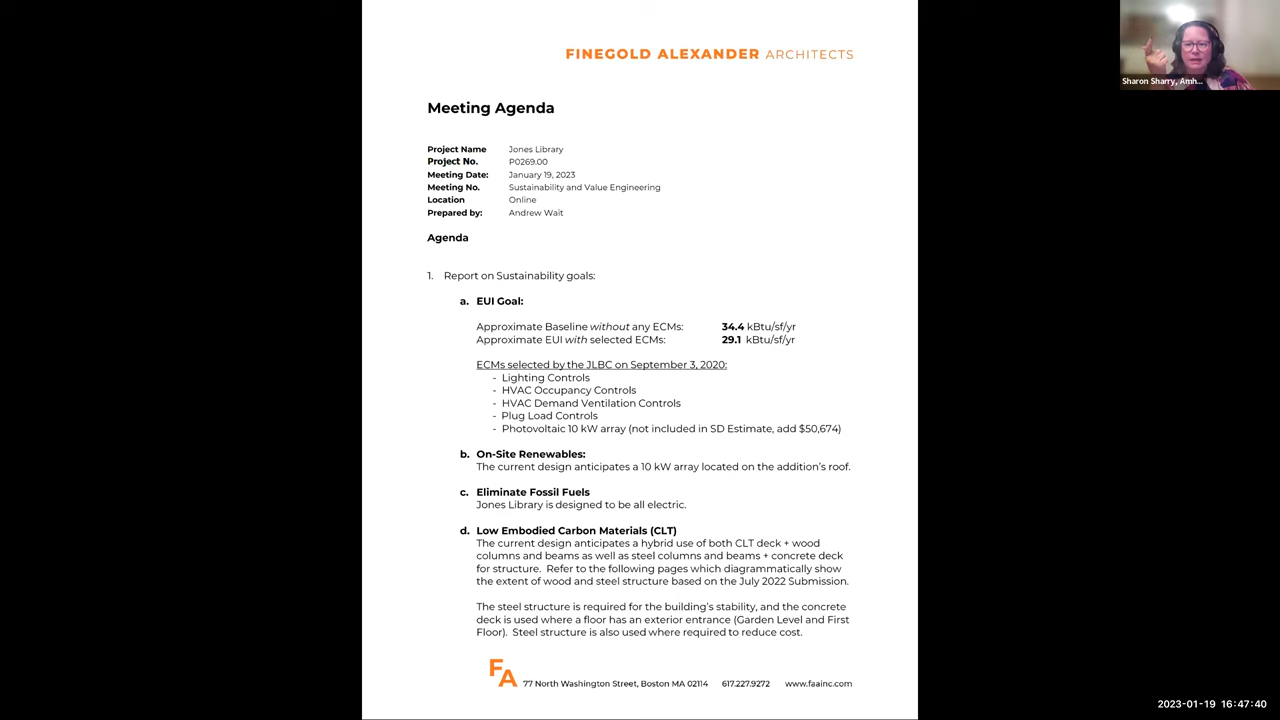 FINEGOLD ALEXANDER ARCHITECTS
Sharon Sharry, Amh...
Meeting Agenda
Project Name Jones Library
Project No. P0269.00
Meeting Date: January 19, 2023
Meeting No. Sustainability and Value Engineering
Location Online
Prepared by: Andrew Wait
Agenda
1. Report on Sustainability goals:
a. EUI Goal:
Approximate Baseline without any ECMs: 34.4 kBtu/sf/yr
Approximate EUI with selected ECMs: 29.1 kBtu/sf/yr
ECMs selected by the JLBC on September 3, 2020:
- Lighting Controls
- HVAC Occupancy Controls
- HVAC Demand Ventilation Controls
- Plug Load Controls
- Photovoltaic 10 kW array (not included in SD Estimate, add $50,674)
b. On-Site Renewables:
The current design anticipates a 10 kW array located on the addition's roof.
c. Eliminate Fossil Fuels
Jones Library is designed to be all electric.
d. Low Embodied Carbon Materials (CLT)
The current design anticipates a hybrid use of both CLT deck + wood
columns and beams as well as steel columns and beams + concrete deck
for structure. Refer to the following pages which diagrammatically show
the extent of wood and steel structure based on the July 2022 Submission.
The steel structure is required for the building's stability, and the concrete
deck is used where a floor has an exterior entrance (Garden Level and First
Floor). Steel structure is also used where required to reduce cost.
FA 77 North Washington Street, Boston MA 02114 617.227.9272 www.faainc.com
2023-01-19 16:47:40